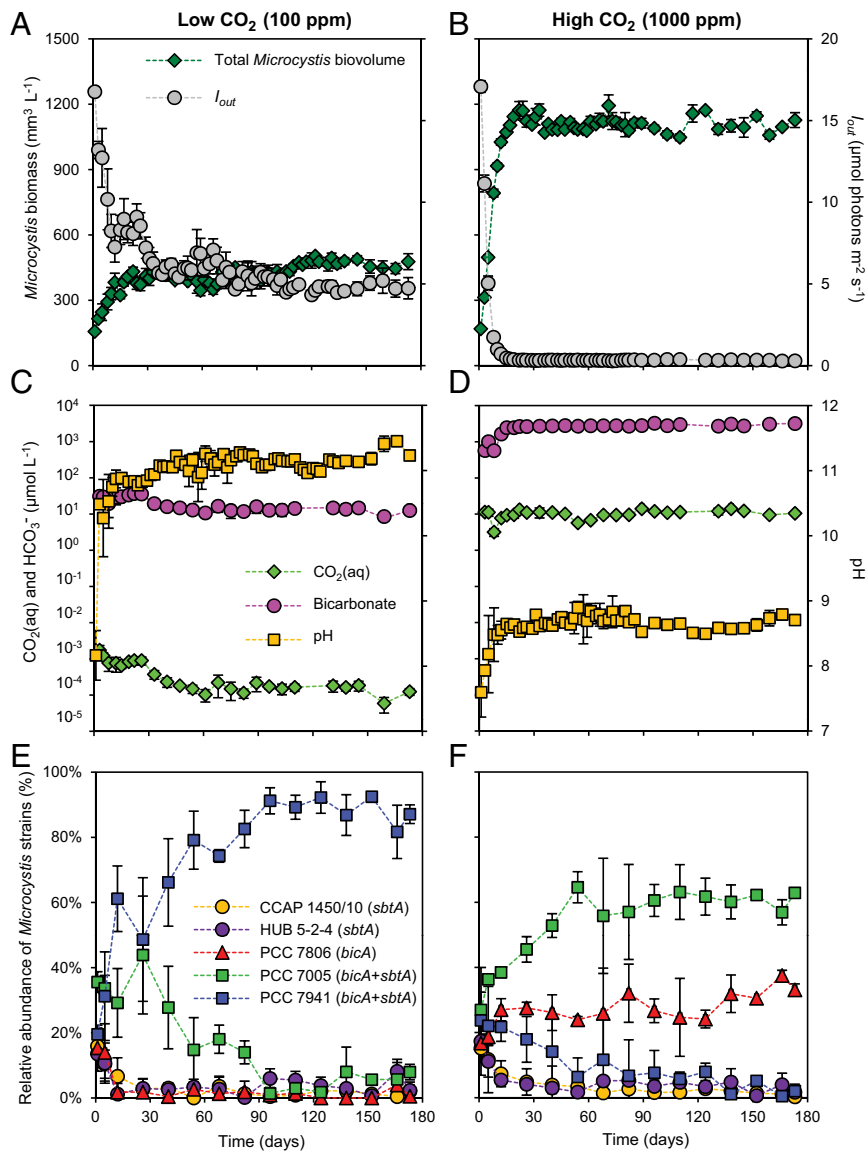 Low CO₂ (100 ppm)
High CO₂ (1000 ppm)
A
B
1500
1200
900
600
300
0
Microcystis biomass (mm³ L⁻¹)
Total Microcystis biovolume
I_out
20
15
10
5
0
I_out (µmol photons m⁻² s⁻¹)
C
D
10⁴
10³
10²
10¹
10⁰
10⁻¹
10⁻²
10⁻³
10⁻⁴
10⁻⁵
CO₂(aq) and HCO₃⁻ (µmol L⁻¹)
CO₂(aq)
Bicarbonate
pH
12
11
10
9
8
7
pH
E
F
100%
80%
60%
40%
20%
0%
Relative abundance of Microcystis strains (%)
CCAP 1450/10 (sbtA)
HUB 5-2-4 (sbtA)
PCC 7806 (bicA)
PCC 7005 (bicA+sbtA)
PCC 7941 (bicA+sbtA)
0 30 60 90 120 150 180
Time (days)
0 30 60 90 120 150 180
Time (days)